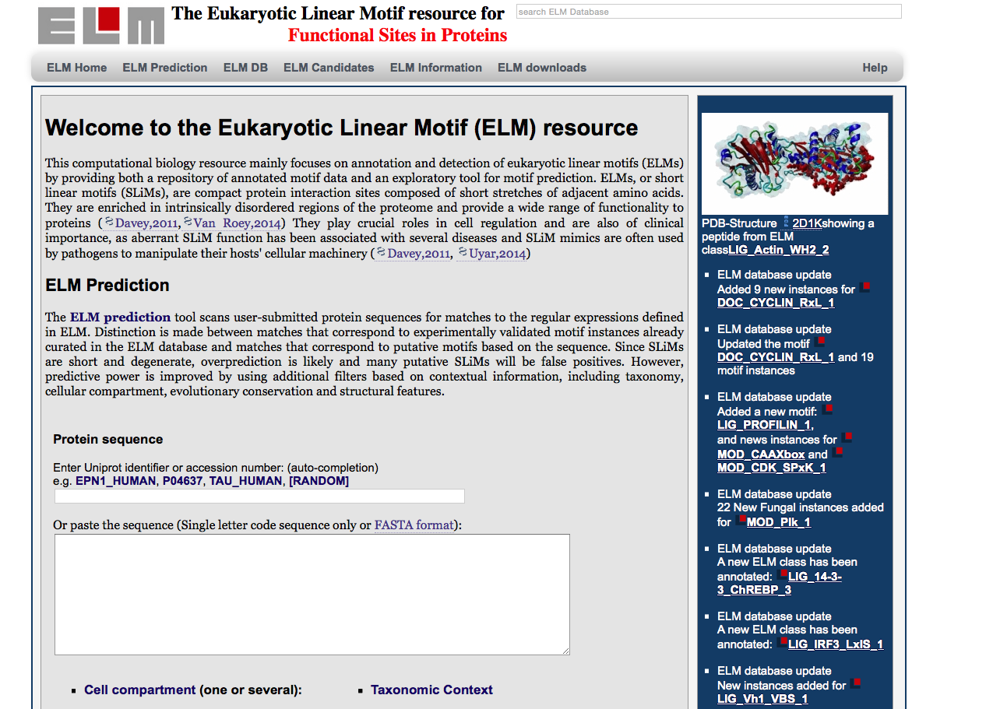 ELM
The Eukaryotic Linear Motif resource for
Functional Sites in Proteins
search ELM Database
ELM Home ELM Prediction ELM DB ELM Candidates ELM Information ELM downloads Help
Welcome to the Eukaryotic Linear Motif (ELM) resource
This computational biology resource mainly focuses on annotation and detection of eukaryotic linear motifs (ELMs)
by providing both a repository of annotated motif data and an exploratory tool for motif prediction. ELMs, or short
linear motifs (SLiMs), are compact protein interaction sites composed of short stretches of adjacent amino acids.
They are enriched in intrinsically disordered regions of the proteome and provide a wide range of functionality to
proteins (Davey,2011, Van Roey,2014) They play crucial roles in cell regulation and are also of clinical
importance, as aberrant SLiM function has been associated with several diseases and SLiM mimics are often used
by pathogens to manipulate their hosts' cellular machinery (Davey,2011, Uyar,2014)
ELM Prediction
The ELM prediction tool scans user-submitted protein sequences for matches to the regular expressions defined
in ELM. Distinction is made between matches that correspond to experimentally validated motif instances already
curated in the ELM database and matches that correspond to putative motifs based on the sequence. Since SLiMs
are short and degenerate, overprediction is likely and many putative SLiMs will be false positives. However,
predictive power is improved by using additional filters based on contextual information, including taxonomy,
cellular compartment, evolutionary conservation and structural features.
Protein sequence
Enter Uniprot identifier or accession number: (auto-completion)
e.g. EPN1_HUMAN, P04637, TAU_HUMAN, [RANDOM]
Or paste the sequence (Single letter code sequence only or FASTA format):
Cell compartment (one or several):
Taxonomic Context
PDB-Structure 2D1Kshowing a
peptide from ELM
classLIG_Actin_WH2_2
ELM database update
Added 9 new instances for
DOC_CYCLIN_RxL_1
ELM database update
Updated the motif
DOC_CYCLIN_RxL_1 and 19
motif instances
ELM database update
Added a new motif:
LIG_PROFILIN_1,
and news instances for
MOD_CAAXbox and
MOD_CDK_SPxK_1
ELM database update
22 New Fungal instances added
for MOD_Plk_1
ELM database update
A new ELM class has been
annotated: LIG_14-3-
3_ChREBP_3
ELM database update
A new ELM class has been
annotated: LIG_IRF3_LxIS_1
ELM database update
New instances added for
LIG_Vh1_VBS_1